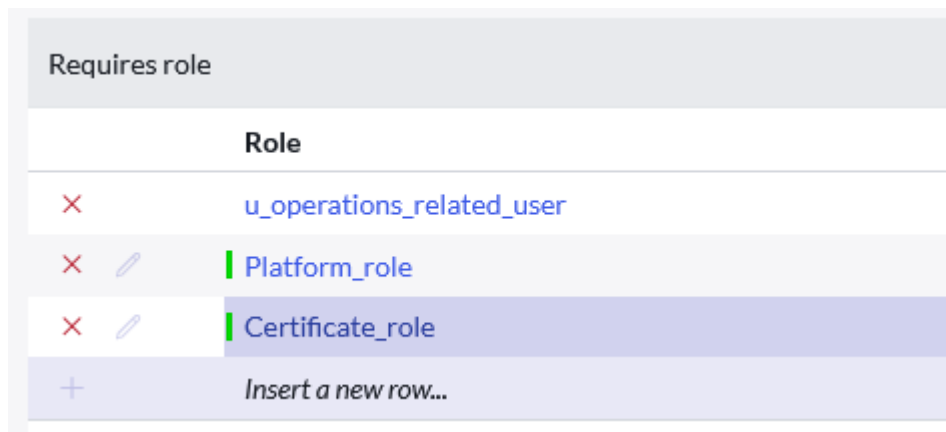 Requires role
Role
u_operations_related_user
Platform_role
Certificate_role
Insert a new row...